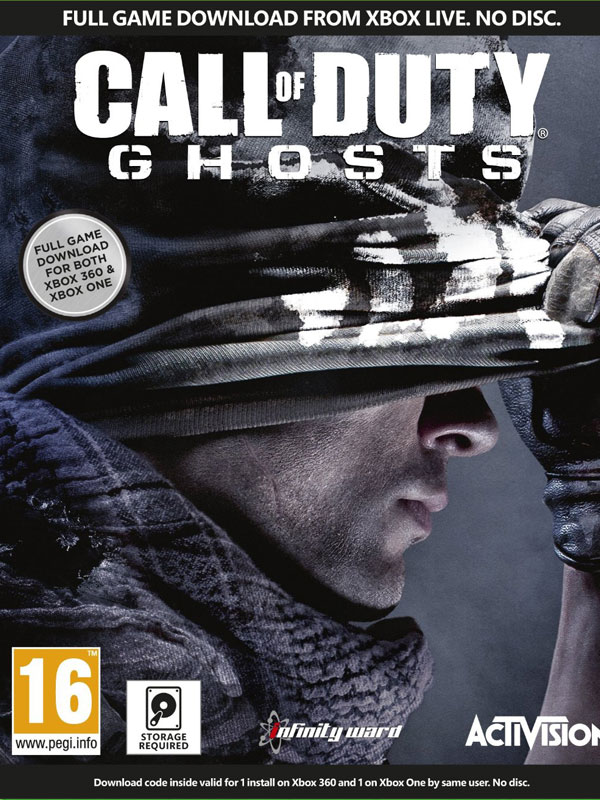 FULL GAME DOWNLOAD FROM XBOX LIVE. NO DISC.
CALL OF DUTY®
GHOSTS
FULL GAME
DOWNLOAD
FOR BOTH
XBOX 360 &
XBOX ONE
16™
www.pegi.info
STORAGE
REQUIRED
infinity ward
ACTIVISION
Download code inside valid for 1 install on Xbox 360 and 1 on Xbox One by same user. No disc.